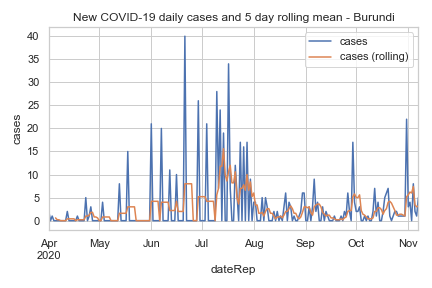 New COVID-19 daily cases and 5 day rolling mean - Burundi
cases
cases (rolling)
40
35
30
25
20
15
10
5
0
cases
Apr
2020
May
Jun
Jul
Aug
Sep
Oct
Nov
dateRep